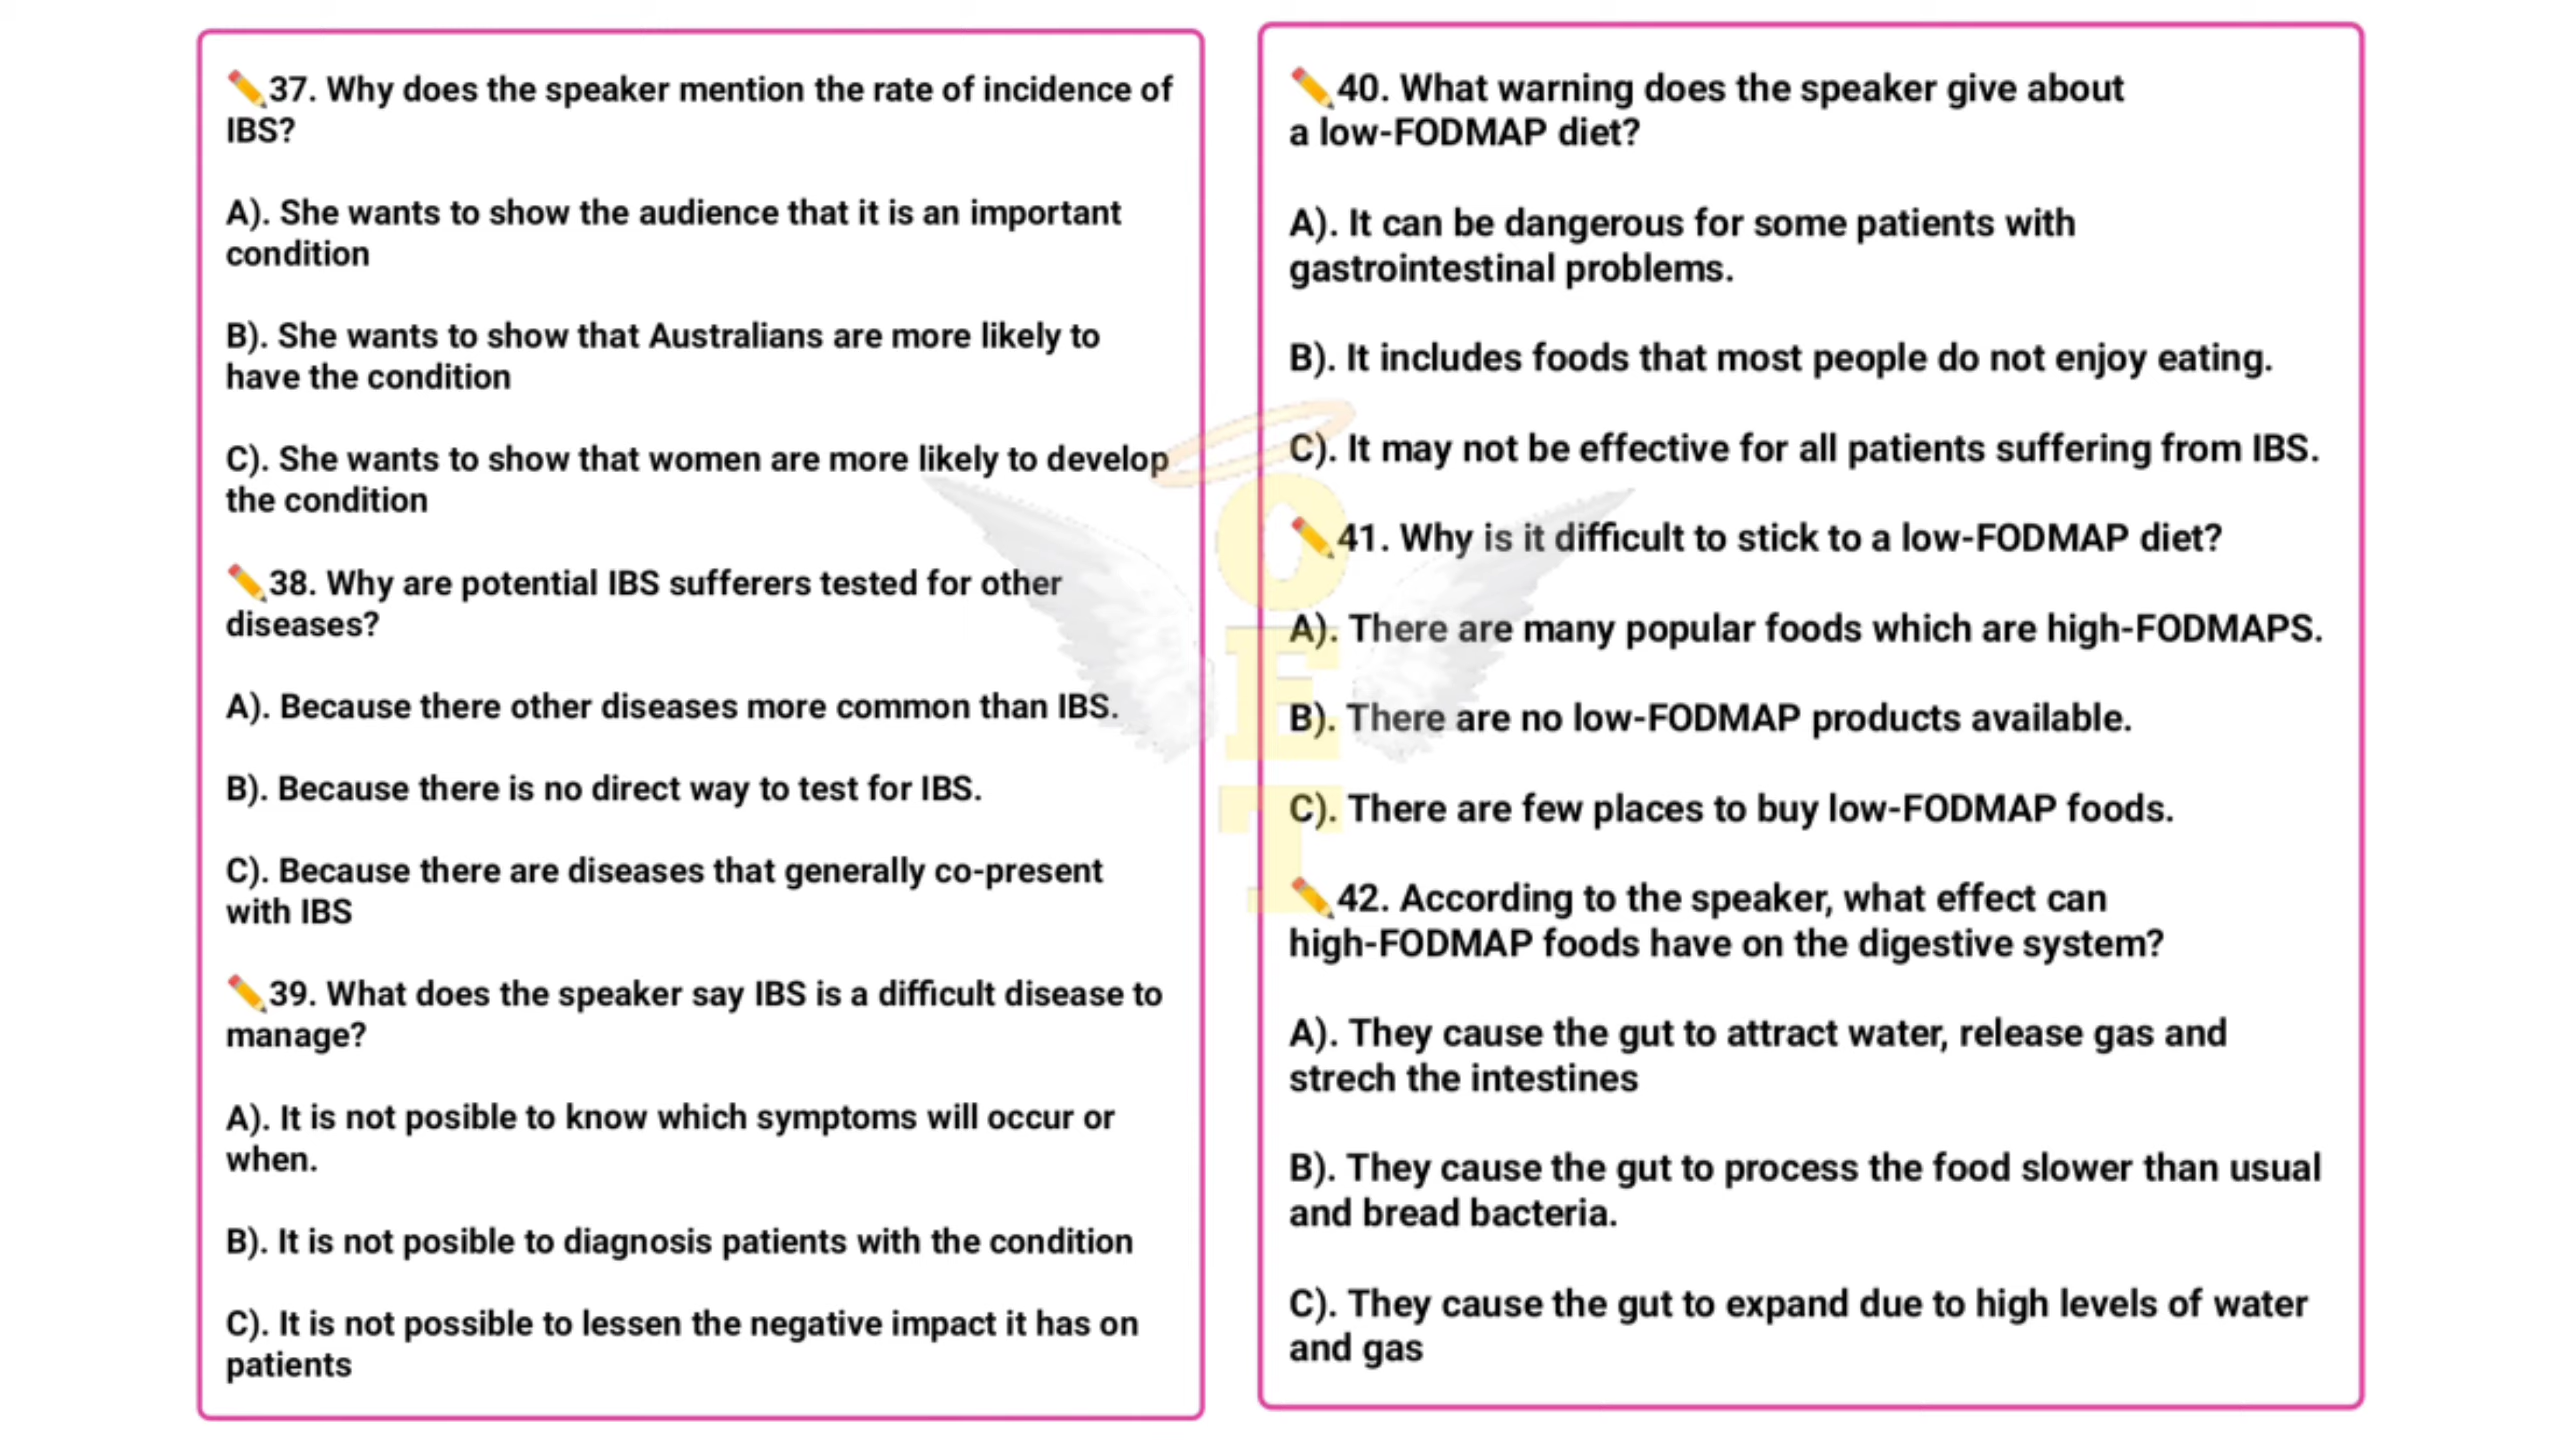 ✏️37. Why does the speaker mention the rate of incidence of
IBS?
A). She wants to show the audience that it is an important
condition
B). She wants to show that Australians are more likely to
have the condition
C). She wants to show that women are more likely to develop
the condition
✏️38. Why are potential IBS sufferers tested for other
diseases?
A). Because there other diseases more common than IBS.
B). Because there is no direct way to test for IBS.
C). Because there are diseases that generally co-present
with IBS
✏️39. What does the speaker say IBS is a difficult disease to
manage?
A). It is not posible to know which symptoms will occur or
when.
B). It is not posible to diagnosis patients with the condition
C). It is not possible to lessen the negative impact it has on
patients
✏️40. What warning does the speaker give about
a low-FODMAP diet?
A). It can be dangerous for some patients with
gastrointestinal problems.
B). It includes foods that most people do not enjoy eating.
C). It may not be effective for all patients suffering from IBS.
✏️41. Why is it difficult to stick to a low-FODMAP diet?
A). There are many popular foods which are high-FODMAPS.
B). There are no low-FODMAP products available.
C). There are few places to buy low-FODMAP foods.
✏️42. According to the speaker, what effect can
high-FODMAP foods have on the digestive system?
A). They cause the gut to attract water, release gas and
strech the intestines
B). They cause the gut to process the food slower than usual
and bread bacteria.
C). They cause the gut to expand due to high levels of water
and gas
O
E
T